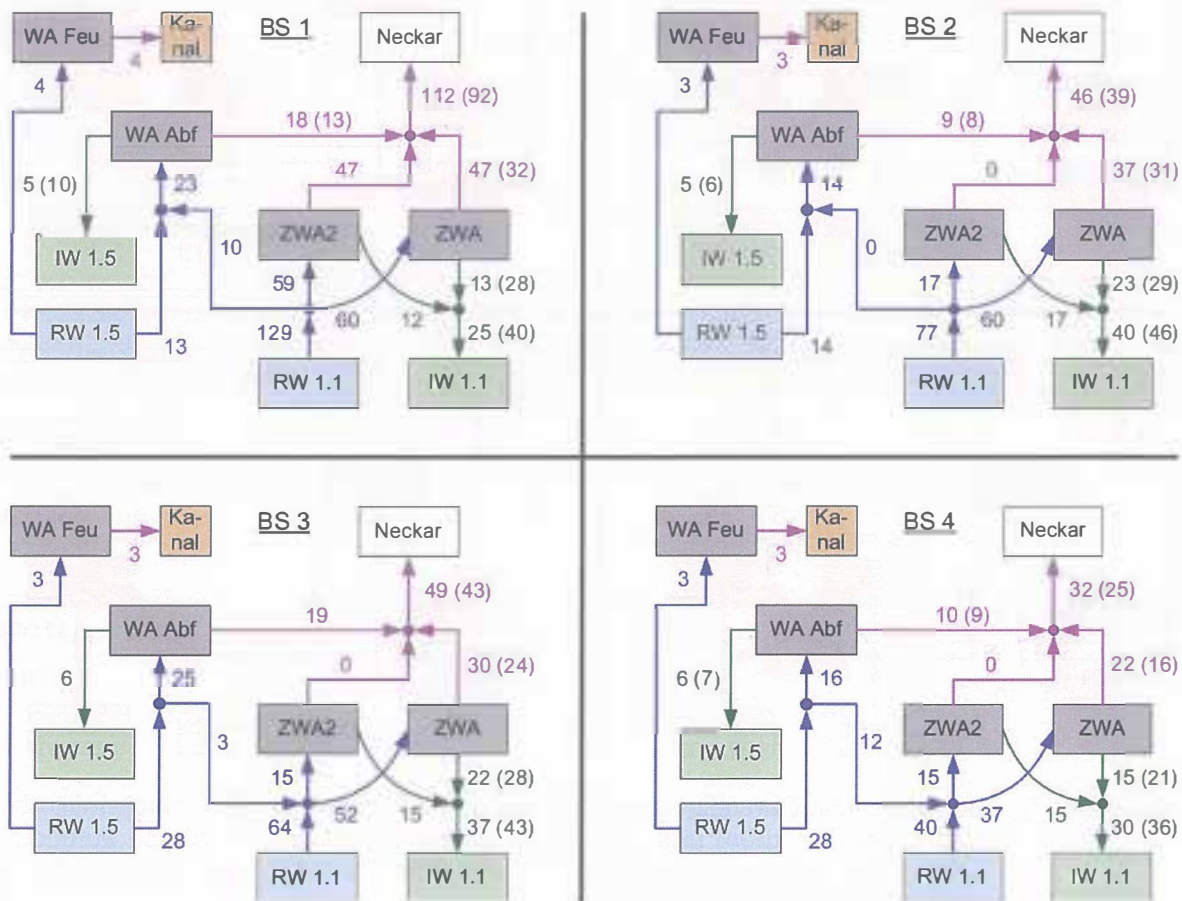 WA Feu
4
Ka-
nal
BS 1
Neckar
4
112 (92)
WA Abf
18 (13)
5 (10)
23
47
47 (32)
IW 1.5
10
ZWA2
ZWA
59
13 (28)
RW 1.5
13
129
60
12
25 (40)
RW 1.1
IW 1.1
WA Feu
3
Ka-
nal
BS 2
Neckar
3
46 (39)
WA Abf
9 (8)
5 (6)
14
0
37 (31)
IW 1.5
0
ZWA2
ZWA
17
23 (29)
RW 1.5
14
77
60
17
40 (46)
RW 1.1
IW 1.1
WA Feu
3
Ka-
nal
BS 3
Neckar
3
49 (43)
WA Abf
19
6
25
0
30 (24)
IW 1.5
3
ZWA2
ZWA
15
22 (28)
RW 1.5
28
64
52
15
37 (43)
RW 1.1
IW 1.1
WA Feu
3
Ka-
nal
BS 4
Neckar
3
32 (25)
WA Abf
10 (9)
6 (7)
16
0
22 (16)
IW 1.5
12
ZWA2
ZWA
15
15 (21)
RW 1.5
28
40
37
15
30 (36)
RW 1.1
IW 1.1